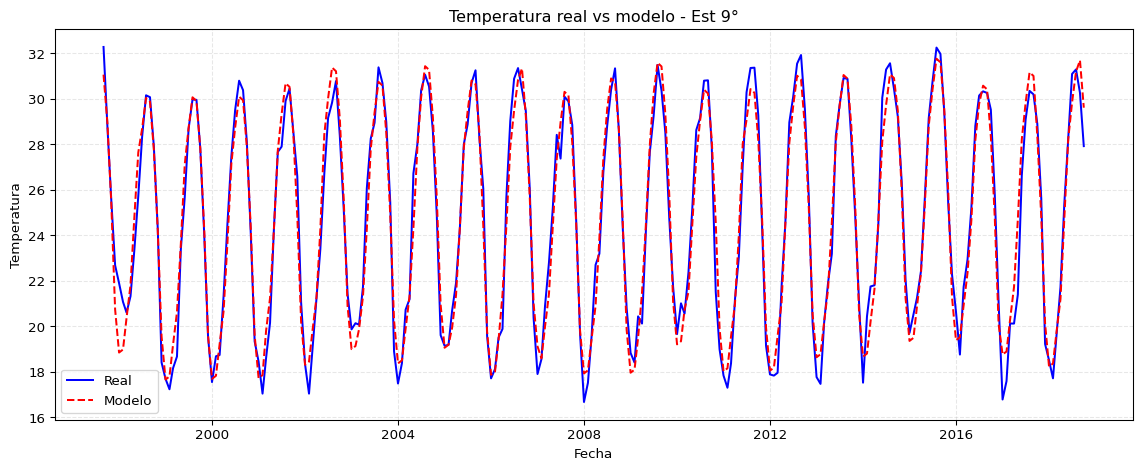 Temperatura real vs modelo - Est 9°
Temperatura
32
30
28
26
24
22
20
18
16
Real
Modelo
2000
2004
2008
2012
2016
Fecha